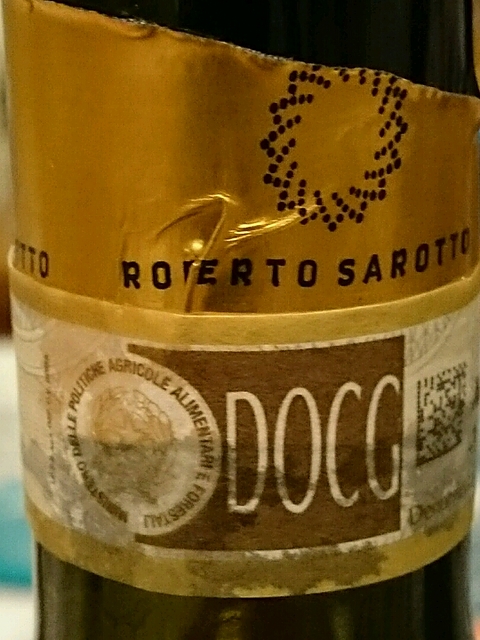 OTTO ROBERTO SAROTTO
MINISTERO DELLE POLITICHE AGRICOLE ALIMENTARI E FORESTALI
DOCG